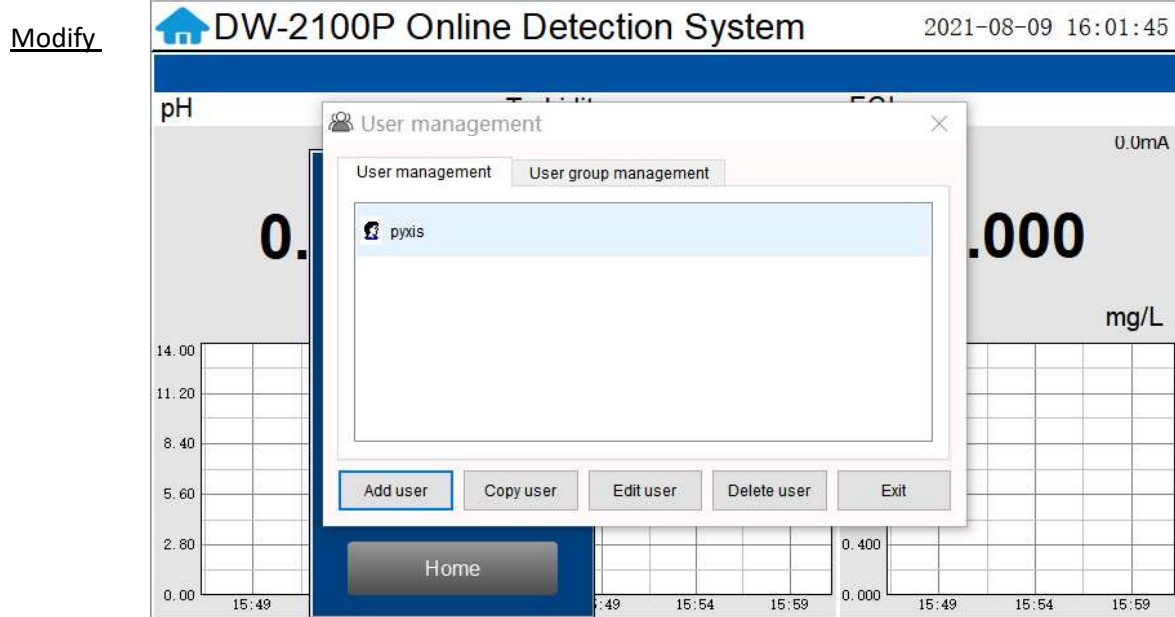 Modify
DW-2100P Online Detection System
2021-08-09 16:01:45
pH
User management
0.0mA
User management
User group management
pyxis
0.
.000
mg/L
14.00
11.20
8.40
5.60
2.80
0.00
Add user
Copy user
Edit user
Delete user
Exit
Home
0.400
0.000
15:49
:49
15:54
15:59
15:49
15:54
15:59